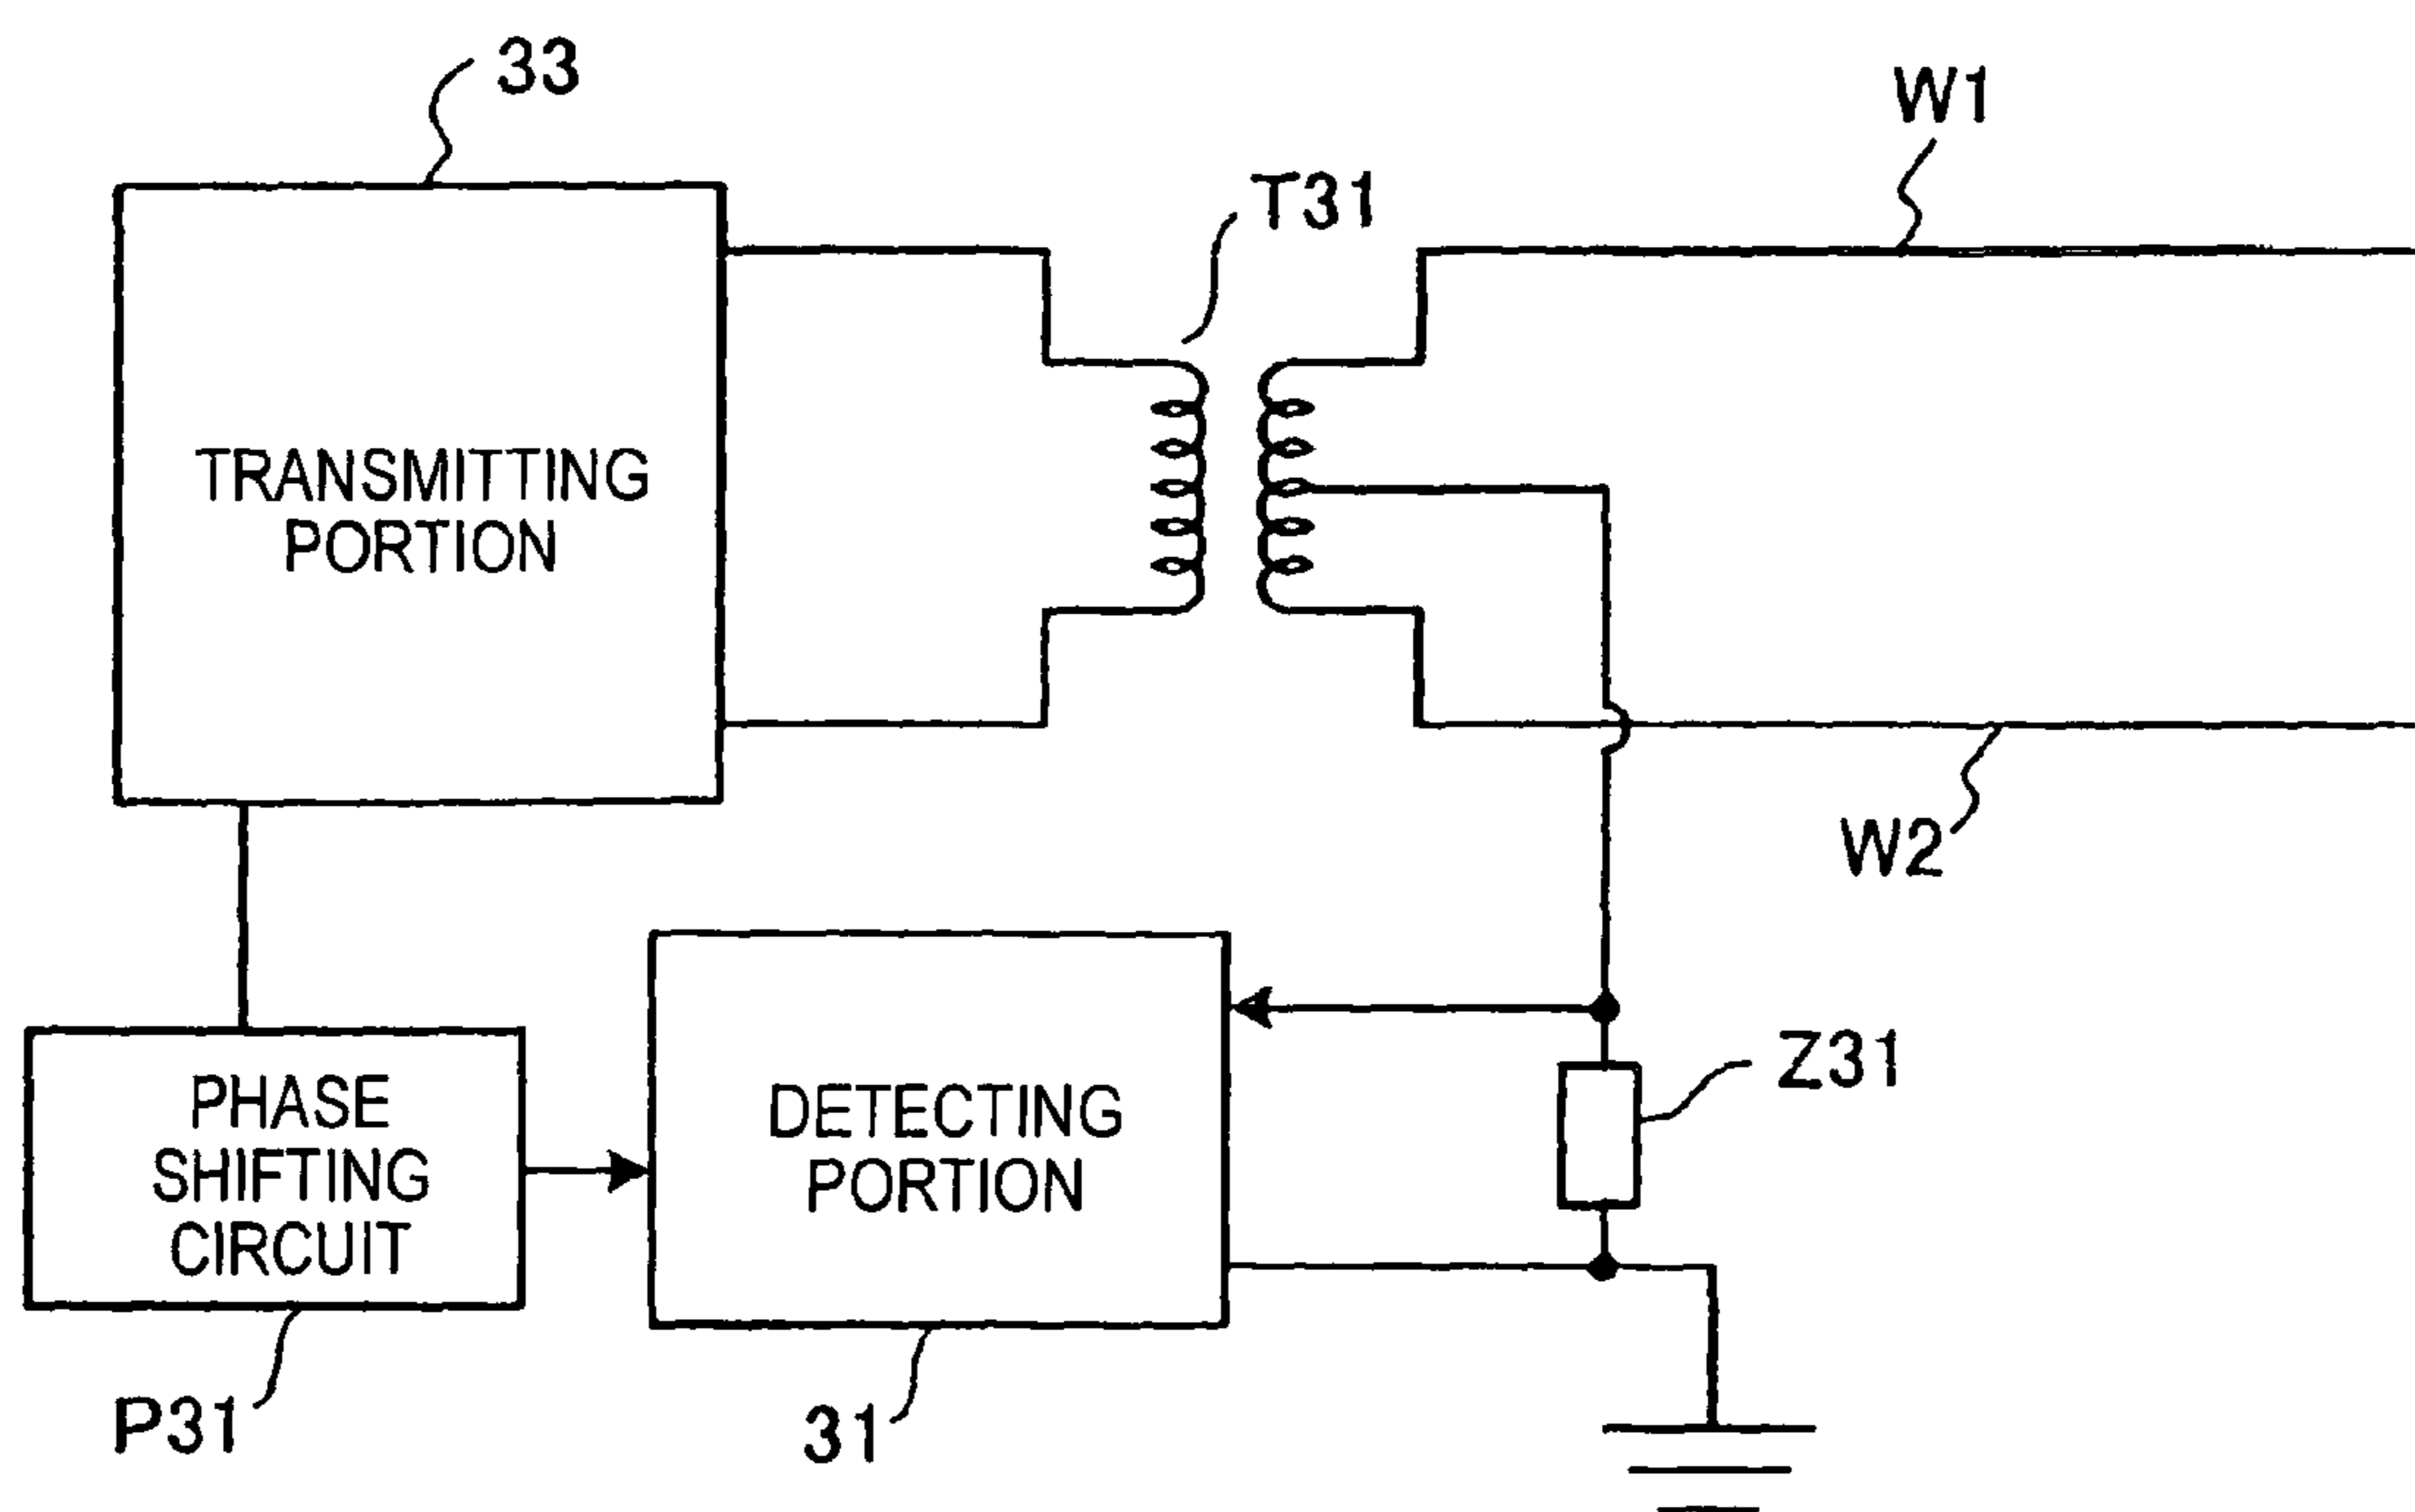 33
W1
T31
TRANSMITTING
PORTION
W2
Z31
PHASE
SHIFTING
CIRCUIT
DETECTING
PORTION
P31
31